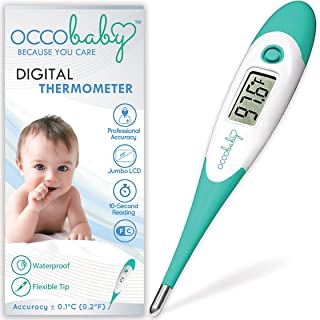 OCCObaby™
BECAUSE YOU CARE
DIGITAL
THERMOMETER
Professional
Accuracy
Jumbo LCD
10-Second
Reading
F C
Waterproof
Flexible Tip
Accuracy ± 0.1°C (0.2°F)
97.6°F
OCCObaby